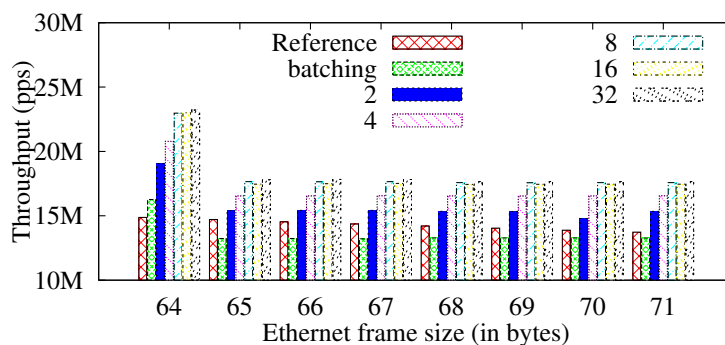 30M
25M
20M
15M
10M
Throughput (pps)
Reference
batching
2
4
8
16
32
64 65 66 67 68 69 70 71
Ethernet frame size (in bytes)